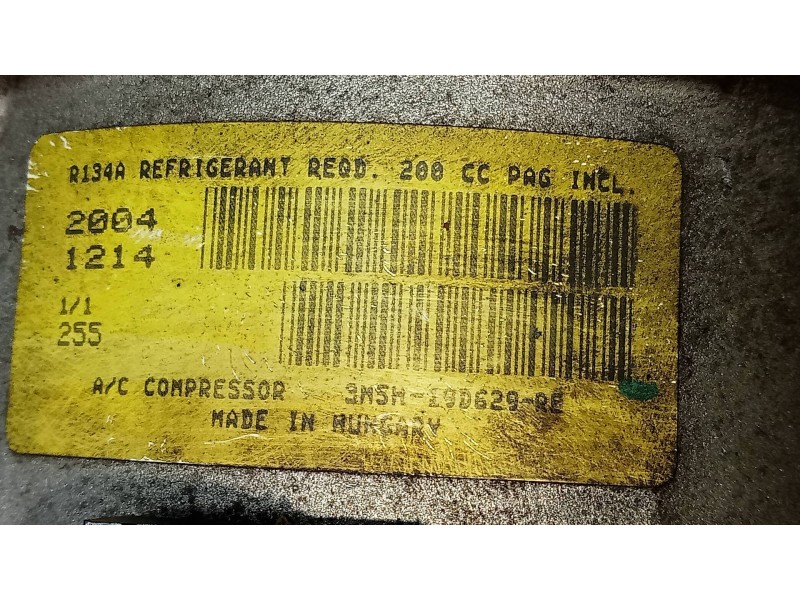 R134A REFRIGERANT REQD. 200 CC PAG INCL.
2004
1214
1/1
255
A/C COMPRESSOR 3M5H-19D629-RE
MADE IN HUNGARY